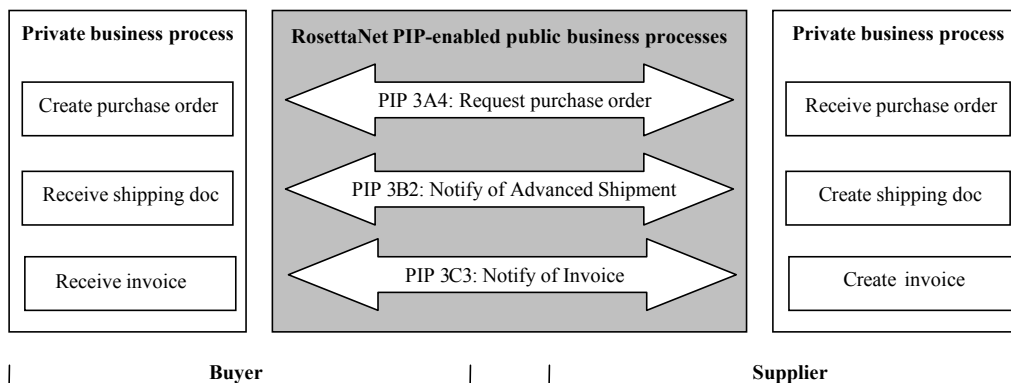 Private business process
RosettaNet PIP-enabled public business processes
Private business process
Create purchase order
PIP 3A4: Request purchase order
Receive purchase order
Receive shipping doc
PIP 3B2: Notify of Advanced Shipment
Create shipping doc
Receive invoice
PIP 3C3: Notify of Invoice
Create invoice
Buyer
Supplier